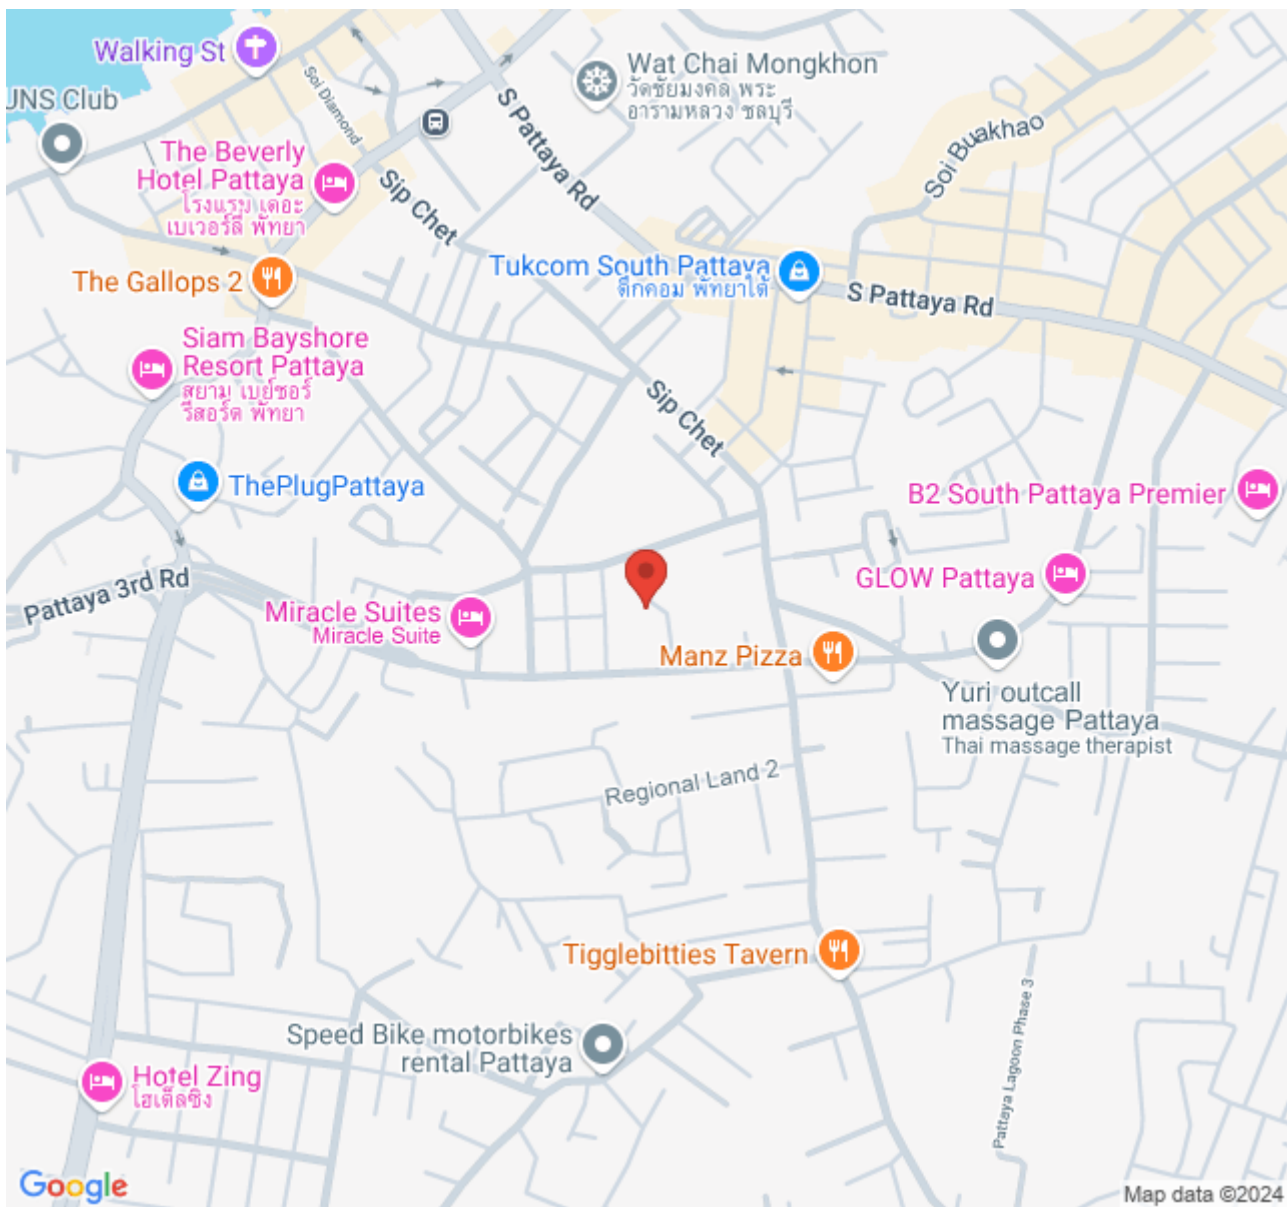 Walking St
JNS Club
Soi Diamond
S Pattaya Rd
Wat Chai Mongkhon
วัดชัยมงคล พระ
อารามหลวง ชลบุรี
Soi Buakhao
The Beverly
Hotel Pattaya
โรงแรม เดอะ
เบเวอร์ลี่ พัทยา
Sip Chet
The Gallops 2
Tukcom South Pattaya
ตึกคอม พัทยาใต้
S Pattaya Rd
Siam Bayshore
Resort Pattaya
สยาม เบย์ชอร์
รีสอร์ต พัทยา
Sip Chet
ThePlugPattaya
B2 South Pattaya Premier
Pattaya 3rd Rd
GLOW Pattaya
Miracle Suites
Miracle Suite
Manz Pizza
Yuri outcall
massage Pattaya
Thai massage therapist
Regional Land 2
Tigglebitties Tavern
Pattaya Lagoon Phase 3
Speed Bike motorbikes
rental Pattaya
Hotel Zing
โฮเต็ลซิง
Google
Map data ©2024